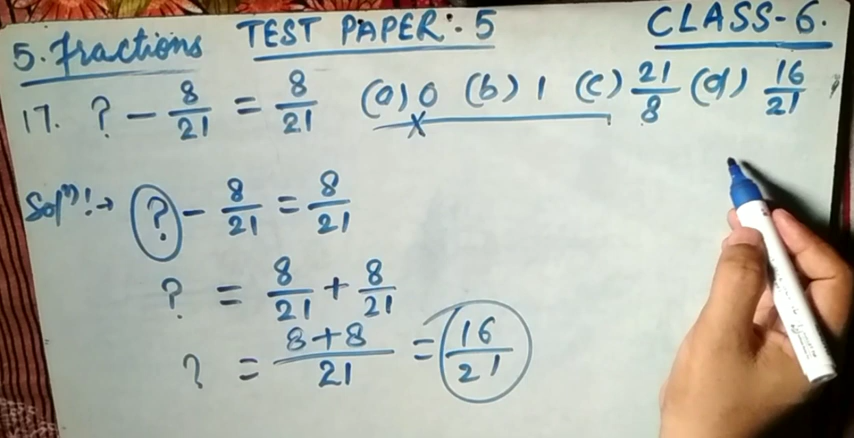 5. Fractions TEST PAPER:- 5 CLASS-6.
17. ? - 8/21 = 8/21 (a) 0 (b) 1 (c) 21/8 (d) 16/21
Solⁿ:→ ? - 8/21 = 8/21
? = 8/21 + 8/21
? = 8+8/21 = 16/21